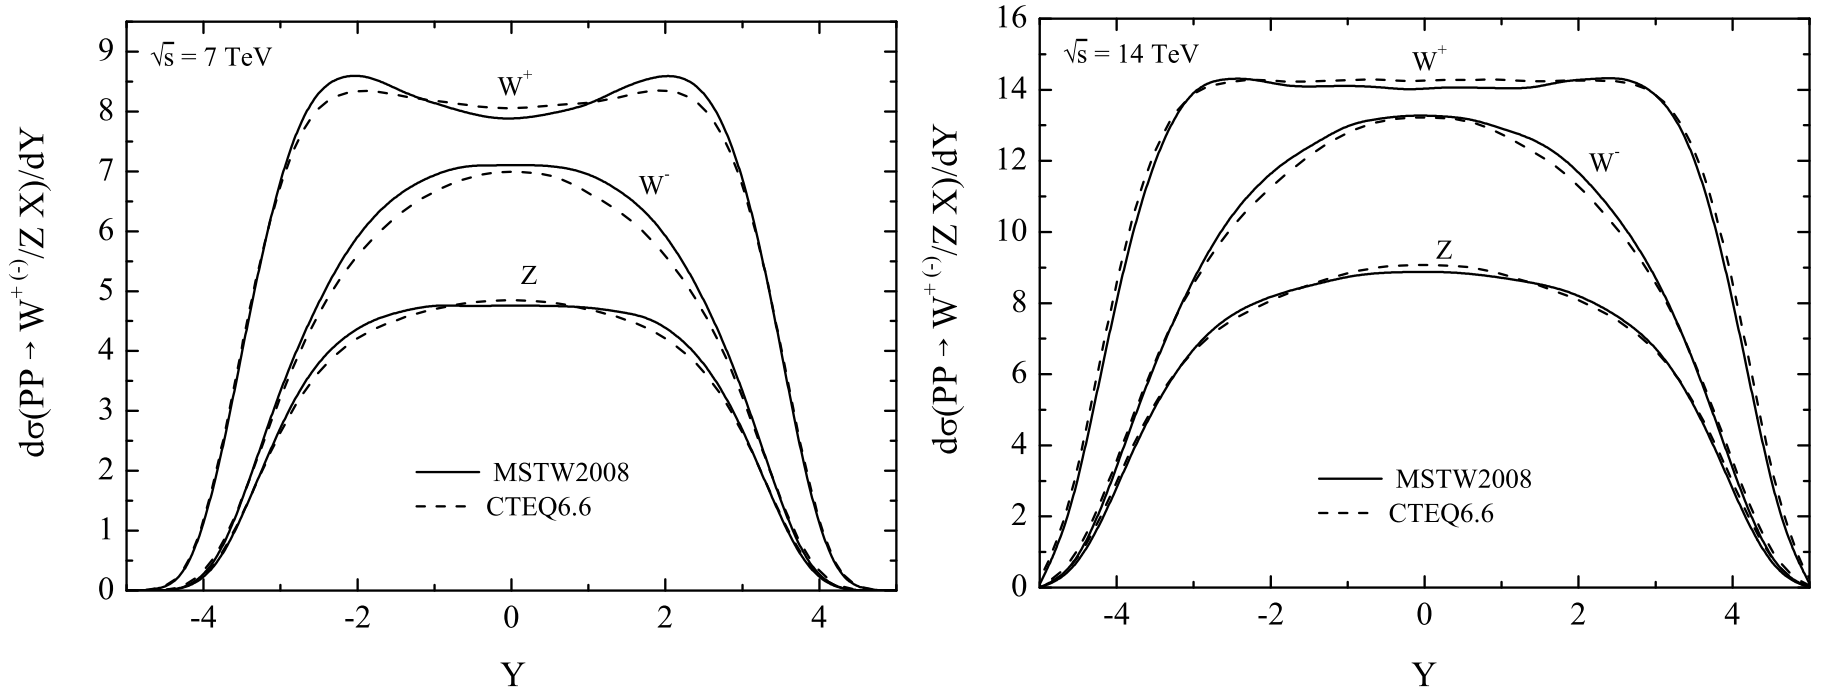 dσ(PP → W⁺⁽⁻⁾/Z X)/dY
9
8
7
6
5
4
3
2
1
0
√s = 7 TeV
W⁺
W⁻
Z
MSTW2008
CTEQ6.6
-4 -2 0 2 4
Y
dσ(PP → W⁺⁽⁻⁾/Z X)/dY
16
14
12
10
8
6
4
2
0
√s = 14 TeV
W⁺
W⁻
Z
MSTW2008
CTEQ6.6
-4 -2 0 2 4
Y